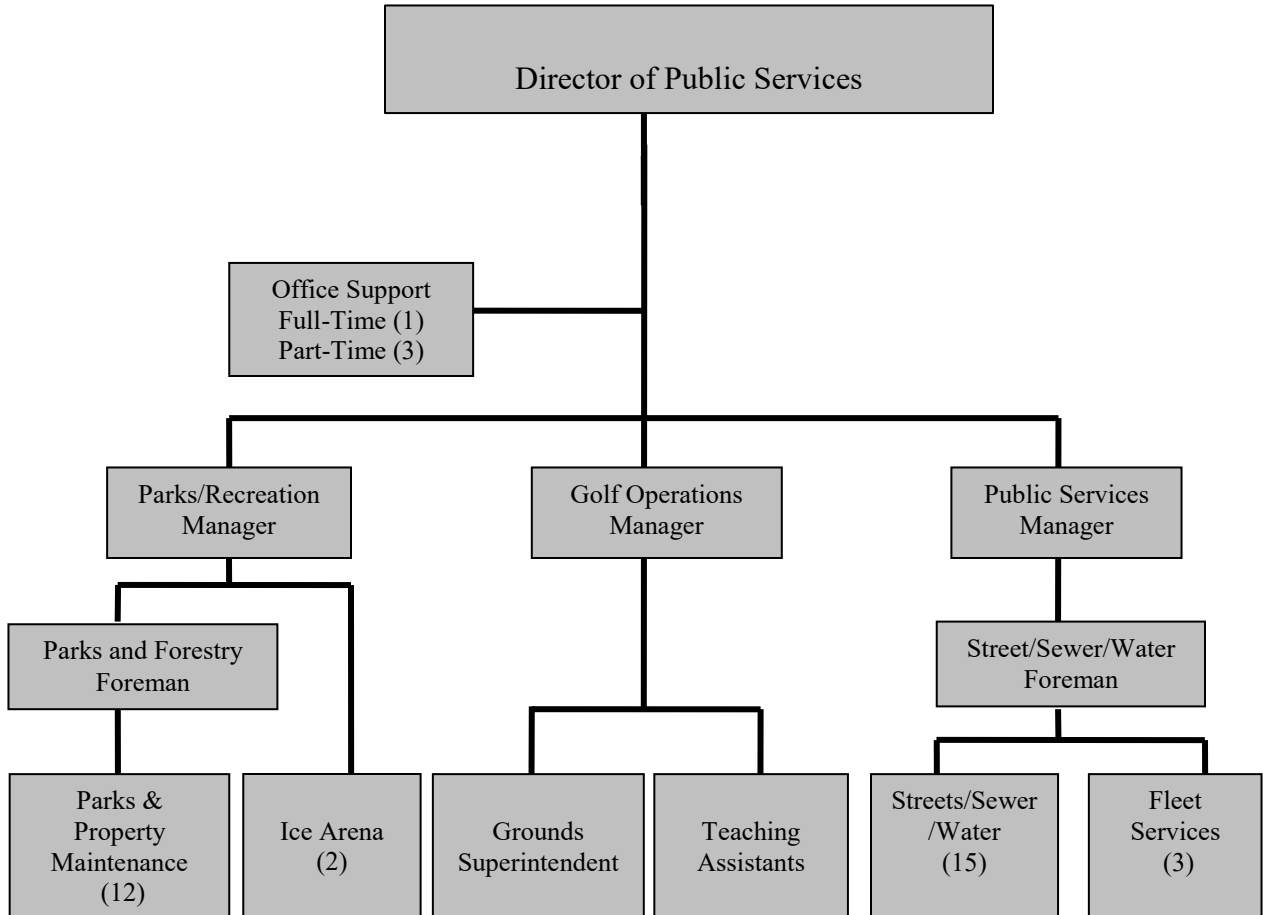 Director of Public Services
Office Support
Full-Time (1)
Part-Time (3)
Parks/Recreation
Manager
Golf Operations
Manager
Public Services
Manager
Parks and Forestry
Foreman
Street/Sewer/Water
Foreman
Parks &
Property
Maintenance
(12)
Ice Arena
(2)
Grounds
Superintendent
Teaching
Assistants
Streets/Sewer
/Water
(15)
Fleet
Services
(3)